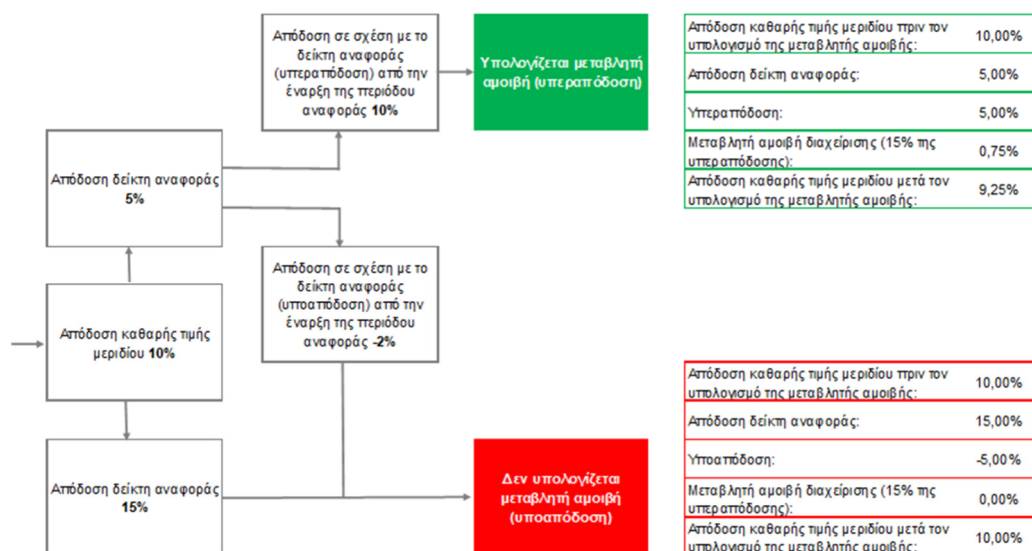 Απόδοση σε σχέση με το
δείκτη αναφοράς
(υπεραπόδοση) από την
έναρξη της περιόδου
αναφοράς 10%
Υπολογίζεται μεταβλητή
αμοιβή (υπεραπόδοση)
Απόδοση καθαρής τιμής μεριδίου πριν τον
υπολογισμό της μεταβλητής αμοιβής: 10,00%
Απόδοση δείκτη αναφοράς: 5,00%
Υπεραπόδοση: 5,00%
Μεταβλητή αμοιβή διαχείρισης (15% της
υπεραπόδοσης): 0,75%
Απόδοση καθαρής τιμής μεριδίου μετά τον
υπολογισμό της μεταβλητής αμοιβής: 9,25%
Απόδοση δείκτη αναφοράς
5%
Απόδοση σε σχέση με το
δείκτη αναφοράς
(υποαπόδοση) από την
έναρξη της περιόδου
αναφοράς -2%
Απόδοση καθαρής τιμής
μεριδίου 10%
Απόδοση δείκτη αναφοράς
15%
Δεν υπολογίζεται
μεταβλητή αμοιβή
(υποαπόδοση)
Απόδοση καθαρής τιμής μεριδίου πριν τον
υπολογισμό της μεταβλητής αμοιβής: 10,00%
Απόδοση δείκτη αναφοράς: 15,00%
Υποαπόδοση: -5,00%
Μεταβλητή αμοιβή διαχείρισης (15% της
υπεραπόδοσης): 0,00%
Απόδοση καθαρής τιμής μεριδίου μετά τον
υπολογισμό της μεταβλητής αμοιβής: 10,00%